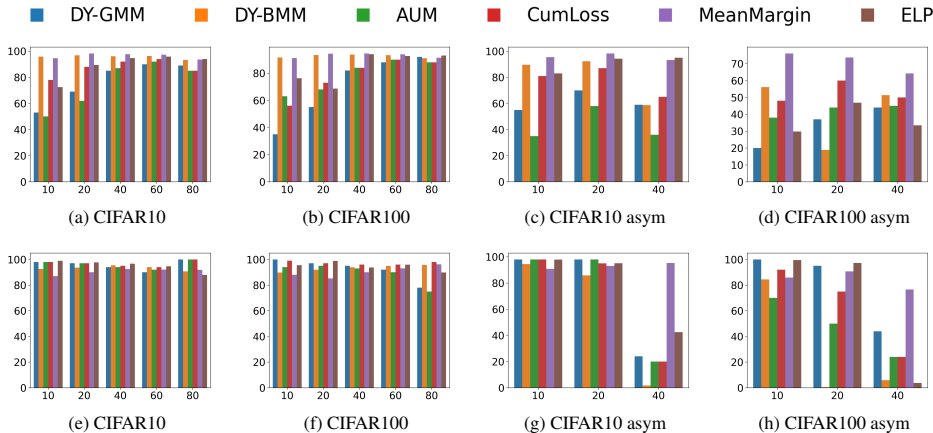 DY-GMM DY-BMM AUM CumLoss MeanMargin ELP
100 80 60 40 20 0
10 20 40 60 80
(a) CIFAR10
80 60 40 20 0
10 20 40 60 80
(b) CIFAR100
100 80 60 40 20 0
10 20 40
(c) CIFAR10 asym
70 60 50 40 30 20 10 0
10 20 40
(d) CIFAR100 asym
100 80 60 40 20 0
10 20 40 60 80
(e) CIFAR10
100 80 60 40 20 0
10 20 40 60 80
(f) CIFAR100
100 80 60 40 20 0
10 20 40
(g) CIFAR10 asym
100 80 60 40 20 0
10 20 40
(h) CIFAR100 asym